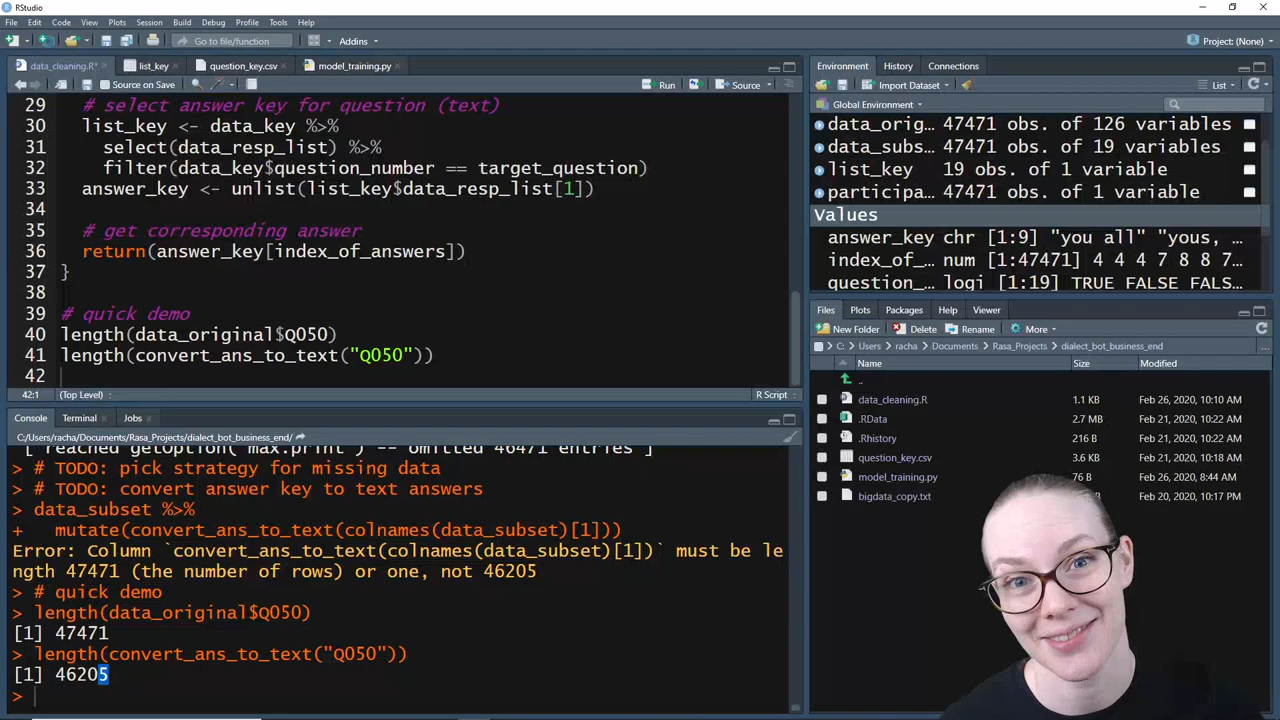 RStudio
File Edit Code View Plots Session Build Debug Profile Tools Help
Go to file/function Addins Project: (None)
data_cleaning.R* list_key question_key.csv model_training.py
Source on Save Run Source
29 # select answer key for question (text)
30 list_key <- data_key %>%
31 select(data_resp_list) %>%
32 filter(data_key$question_number == target_question)
33 answer_key <- unlist(list_key$data_resp_list[1])
34
35 # get corresponding answer
36 return(answer_key[index_of_answers])
37 }
38
39 # quick demo
40 length(data_original$Q050)
41 length(convert_ans_to_text("Q050"))
42
42:1 (Top Level) R Script
Console Terminal Jobs
C:/Users/racha/Documents/Rasa_Projects/dialect_bot_business_end/
[ reached getOption("max.print") -- omitted 46471 entries ]
> # TODO: pick strategy for missing data
> # TODO: convert answer key to text answers
> data_subset %>%
+ mutate(convert_ans_to_text(colnames(data_subset)[1]))
Error: Column `convert_ans_to_text(colnames(data_subset)[1])` must be le
ngth 47471 (the number of rows) or one, not 46205
> # quick demo
> length(data_original$Q050)
[1] 47471
> length(convert_ans_to_text("Q050"))
[1] 46205
>
Environment History Connections
Import Dataset List
Global Environment
data_orig… 47471 obs. of 126 variables
data_subs… 47471 obs. of 19 variables
list_key 19 obs. of 1 variable
participa… 47471 obs. of 1 variable
Values
answer_key chr [1:9] "you all" "yous, …
index_of_… num [1:47471] 4 4 4 7 8 8 7…
question_… logi [1:19] TRUE FALSE FALS…
Files Plots Packages Help Viewer
New Folder Delete Rename More
C: Users racha Documents Rasa_Projects dialect_bot_business_end ...
Name Size Modified
..
data_cleaning.R 1.1 KB Feb 26, 2020, 10:10 AM
.RData 2.7 MB Feb 21, 2020, 10:22 AM
.Rhistory 216 B Feb 21, 2020, 10:22 AM
question_key.csv 3.6 KB Feb 26, 2020, 10:18 AM
model_training.py 76 B Feb 26, 2020, 8:44 AM
bigdata_copy.txt Feb 20, 2020, 10:17 PM